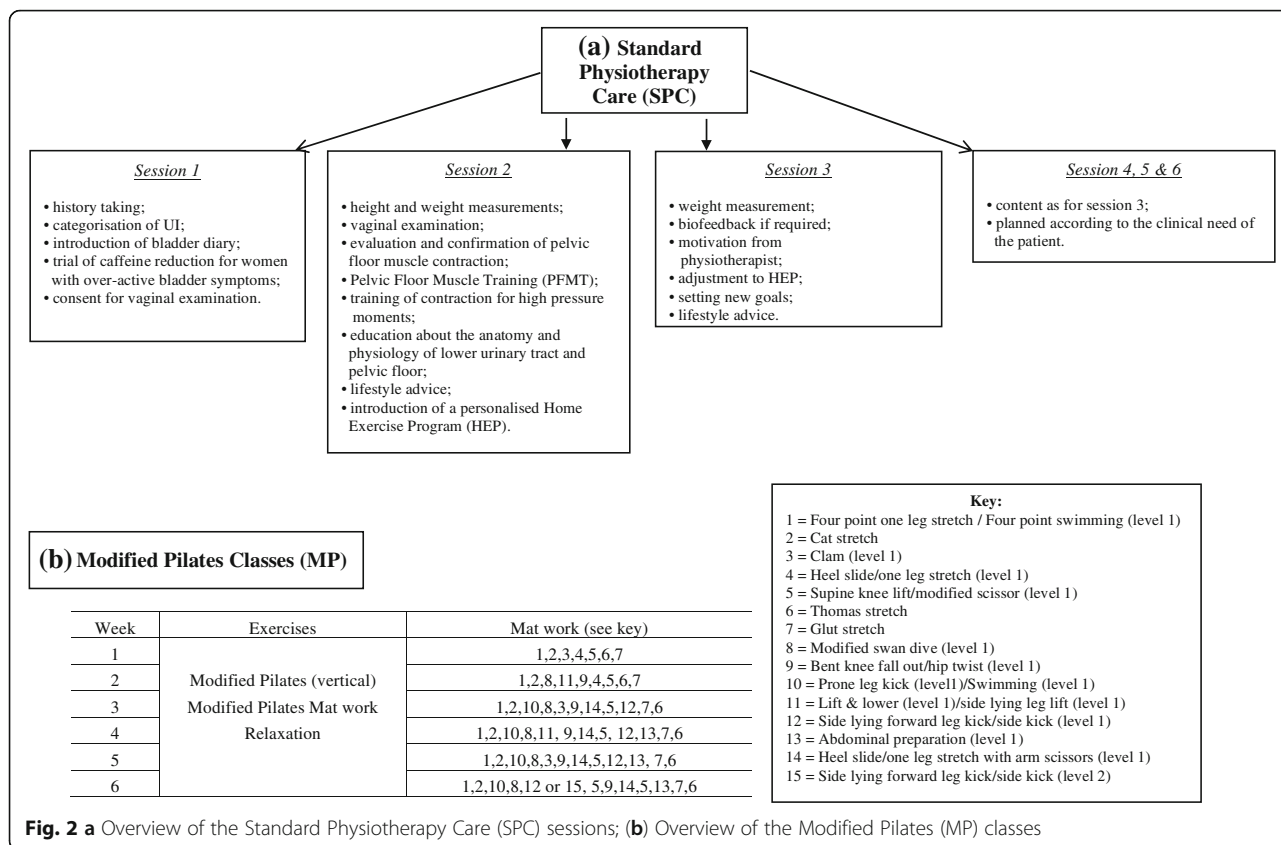 (a) Standard
Physiotherapy
Care (SPC)
Session 1
• history taking;
• categorisation of UI;
• introduction of bladder diary;
• trial of caffeine reduction for women
with over-active bladder symptoms;
• consent for vaginal examination.
Session 2
• height and weight measurements;
• vaginal examination;
• evaluation and confirmation of pelvic
floor muscle contraction;
• Pelvic Floor Muscle Training (PFMT);
• training of contraction for high pressure
moments;
• education about the anatomy and
physiology of lower urinary tract and
pelvic floor;
• lifestyle advice;
• introduction of a personalised Home
Exercise Program (HEP).
Session 3
• weight measurement;
• biofeedback if required;
• motivation from
physiotherapist;
• adjustment to HEP;
• setting new goals;
• lifestyle advice.
Session 4, 5 & 6
• content as for session 3;
• planned according to the clinical need of
the patient.
(b) Modified Pilates Classes (MP)
Week Exercises Mat work (see key)
1 1,2,3,4,5,6,7
2 Modified Pilates (vertical) 1,2,8,11,9,4,5,6,7
3 Modified Pilates Mat work 1,2,10,8,3,9,14,5,12,7,6
4 Relaxation 1,2,10,8,11, 9,14,5, 12,13,7,6
5 1,2,10,8,3,9,14,5,12,13, 7,6
6 1,2,10,8,12 or 15, 5,9,14,5,13,7,6
Key:
1 = Four point one leg stretch / Four point swimming (level 1)
2 = Cat stretch
3 = Clam (level 1)
4 = Heel slide/one leg stretch (level 1)
5 = Supine knee lift/modified scissor (level 1)
6 = Thomas stretch
7 = Glut stretch
8 = Modified swan dive (level 1)
9 = Bent knee fall out/hip twist (level 1)
10 = Prone leg kick (level1)/Swimming (level 1)
11 = Lift & lower (level 1)/side lying leg lift (level 1)
12 = Side lying forward leg kick/side kick (level 1)
13 = Abdominal preparation (level 1)
14 = Heel slide/one leg stretch with arm scissors (level 1)
15 = Side lying forward leg kick/side kick (level 2)
Fig. 2 a Overview of the Standard Physiotherapy Care (SPC) sessions; (b) Overview of the Modified Pilates (MP) classes